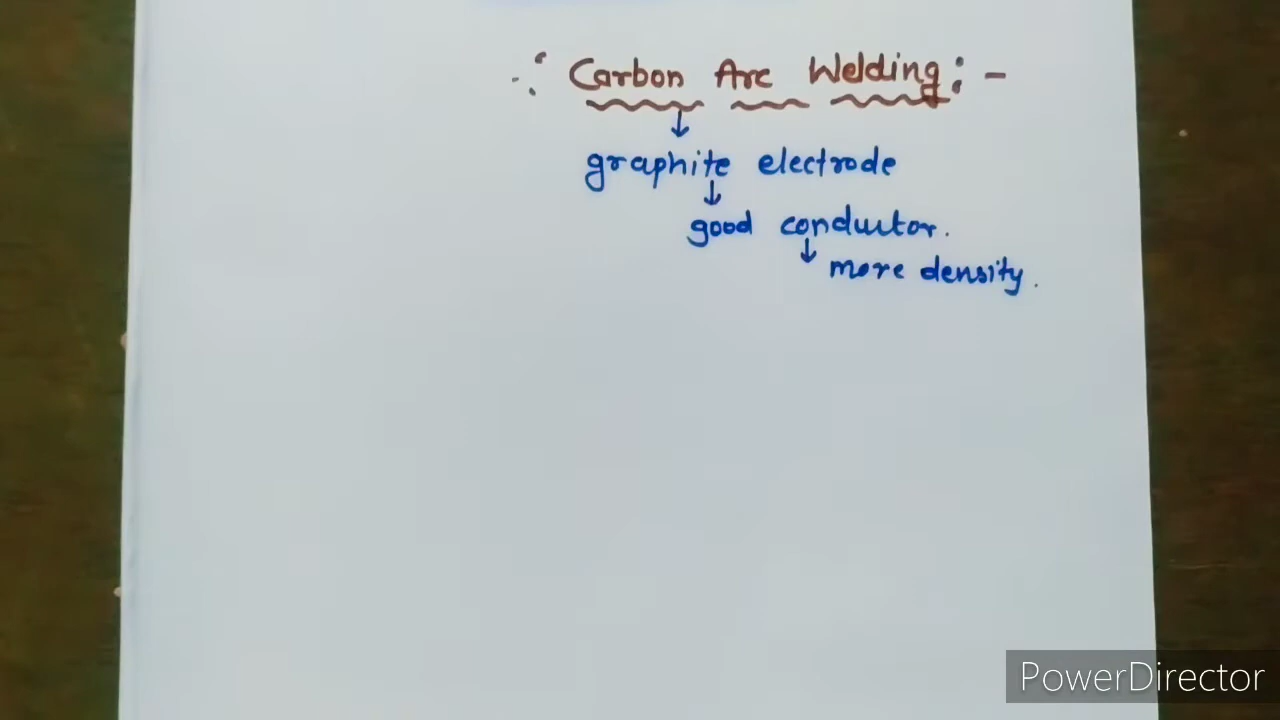 :- Carbon Arc Welding :-
↓
graphite electrode
↓
good conductor.
↓
more density.
PowerDirector